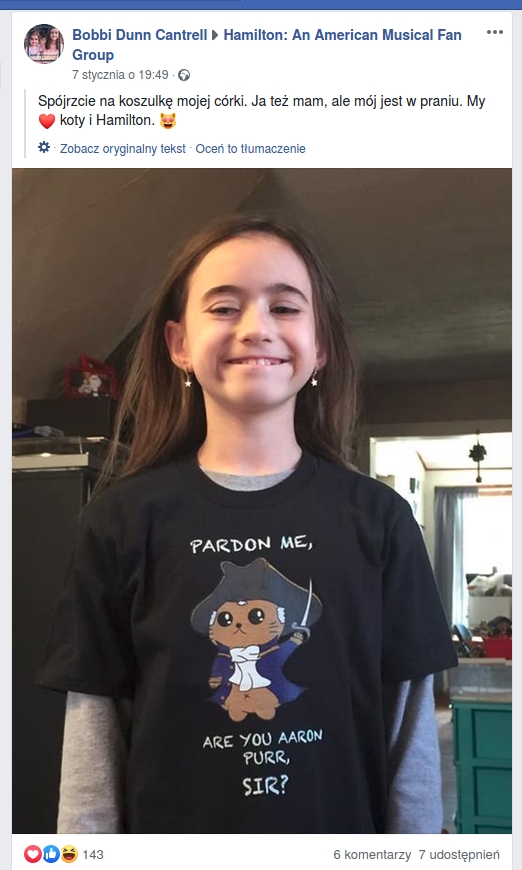 Bobbi Dunn Cantrell Hamilton: An American Musical Fan
Group
7 stycznia o 19:49 ·
Spójrzcie na koszulkę mojej córki. Ja też mam, ale mój jest w praniu. My
❤️ koty i Hamilton. 😻
· Zobacz oryginalny tekst · Oceń to tłumaczenie
PARDON ME,
ARE YOU AARON
PURR,
SIR?
143
6 komentarzy 7 udostępnień